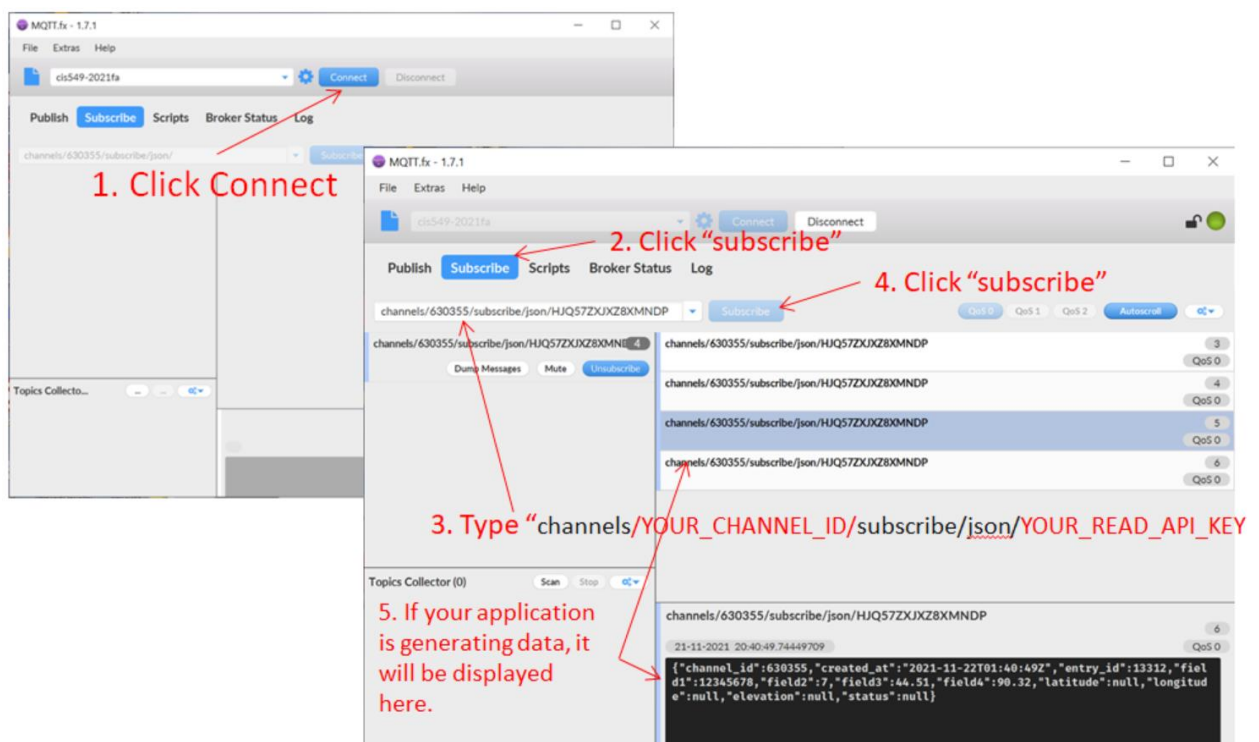 MQTT.fx - 1.7.1
File Extras Help
cis549-2021fa Connect Disconnect
Publish Subscribe Scripts Broker Status Log
channels/630355/subscribe/json/ Subscribe
1. Click Connect
Topics Collecto...
MQTT.fx - 1.7.1
File Extras Help
cis549-2021fa Connect Disconnect
2. Click “subscribe”
Publish Subscribe Scripts Broker Status Log
4. Click “subscribe”
channels/630355/subscribe/json/HJQ57ZXJXZ8XMNDP Subscribe QoS 0 QoS 1 QoS 2 Autoscroll
channels/630355/subscribe/json/HJQ57ZXJXZ8XMND 4
Dump Messages Mute Unsubscribe
channels/630355/subscribe/json/HJQ57ZXJXZ8XMNDP 3
QoS 0
channels/630355/subscribe/json/HJQ57ZXJXZ8XMNDP 4
QoS 0
channels/630355/subscribe/json/HJQ57ZXJXZ8XMNDP 5
QoS 0
channels/630355/subscribe/json/HJQ57ZXJXZ8XMNDP 6
QoS 0
3. Type “channels/YOUR_CHANNEL_ID/subscribe/json/YOUR_READ_API_KEY
Topics Collector (0) Scan Stop
5. If your application
is generating data, it
will be displayed
here.
channels/630355/subscribe/json/HJQ57ZXJXZ8XMNDP
6
21-11-2021 20:40:49.74449709 QoS 0
{"channel_id":630355,"created_at":"2021-11-22T01:40:49Z","entry_id":13312,"fiel
d1":12345678,"field2":7,"field3":44.51,"field4":90.32,"latitude":null,"longitud
e":null,"elevation":null,"status":null}